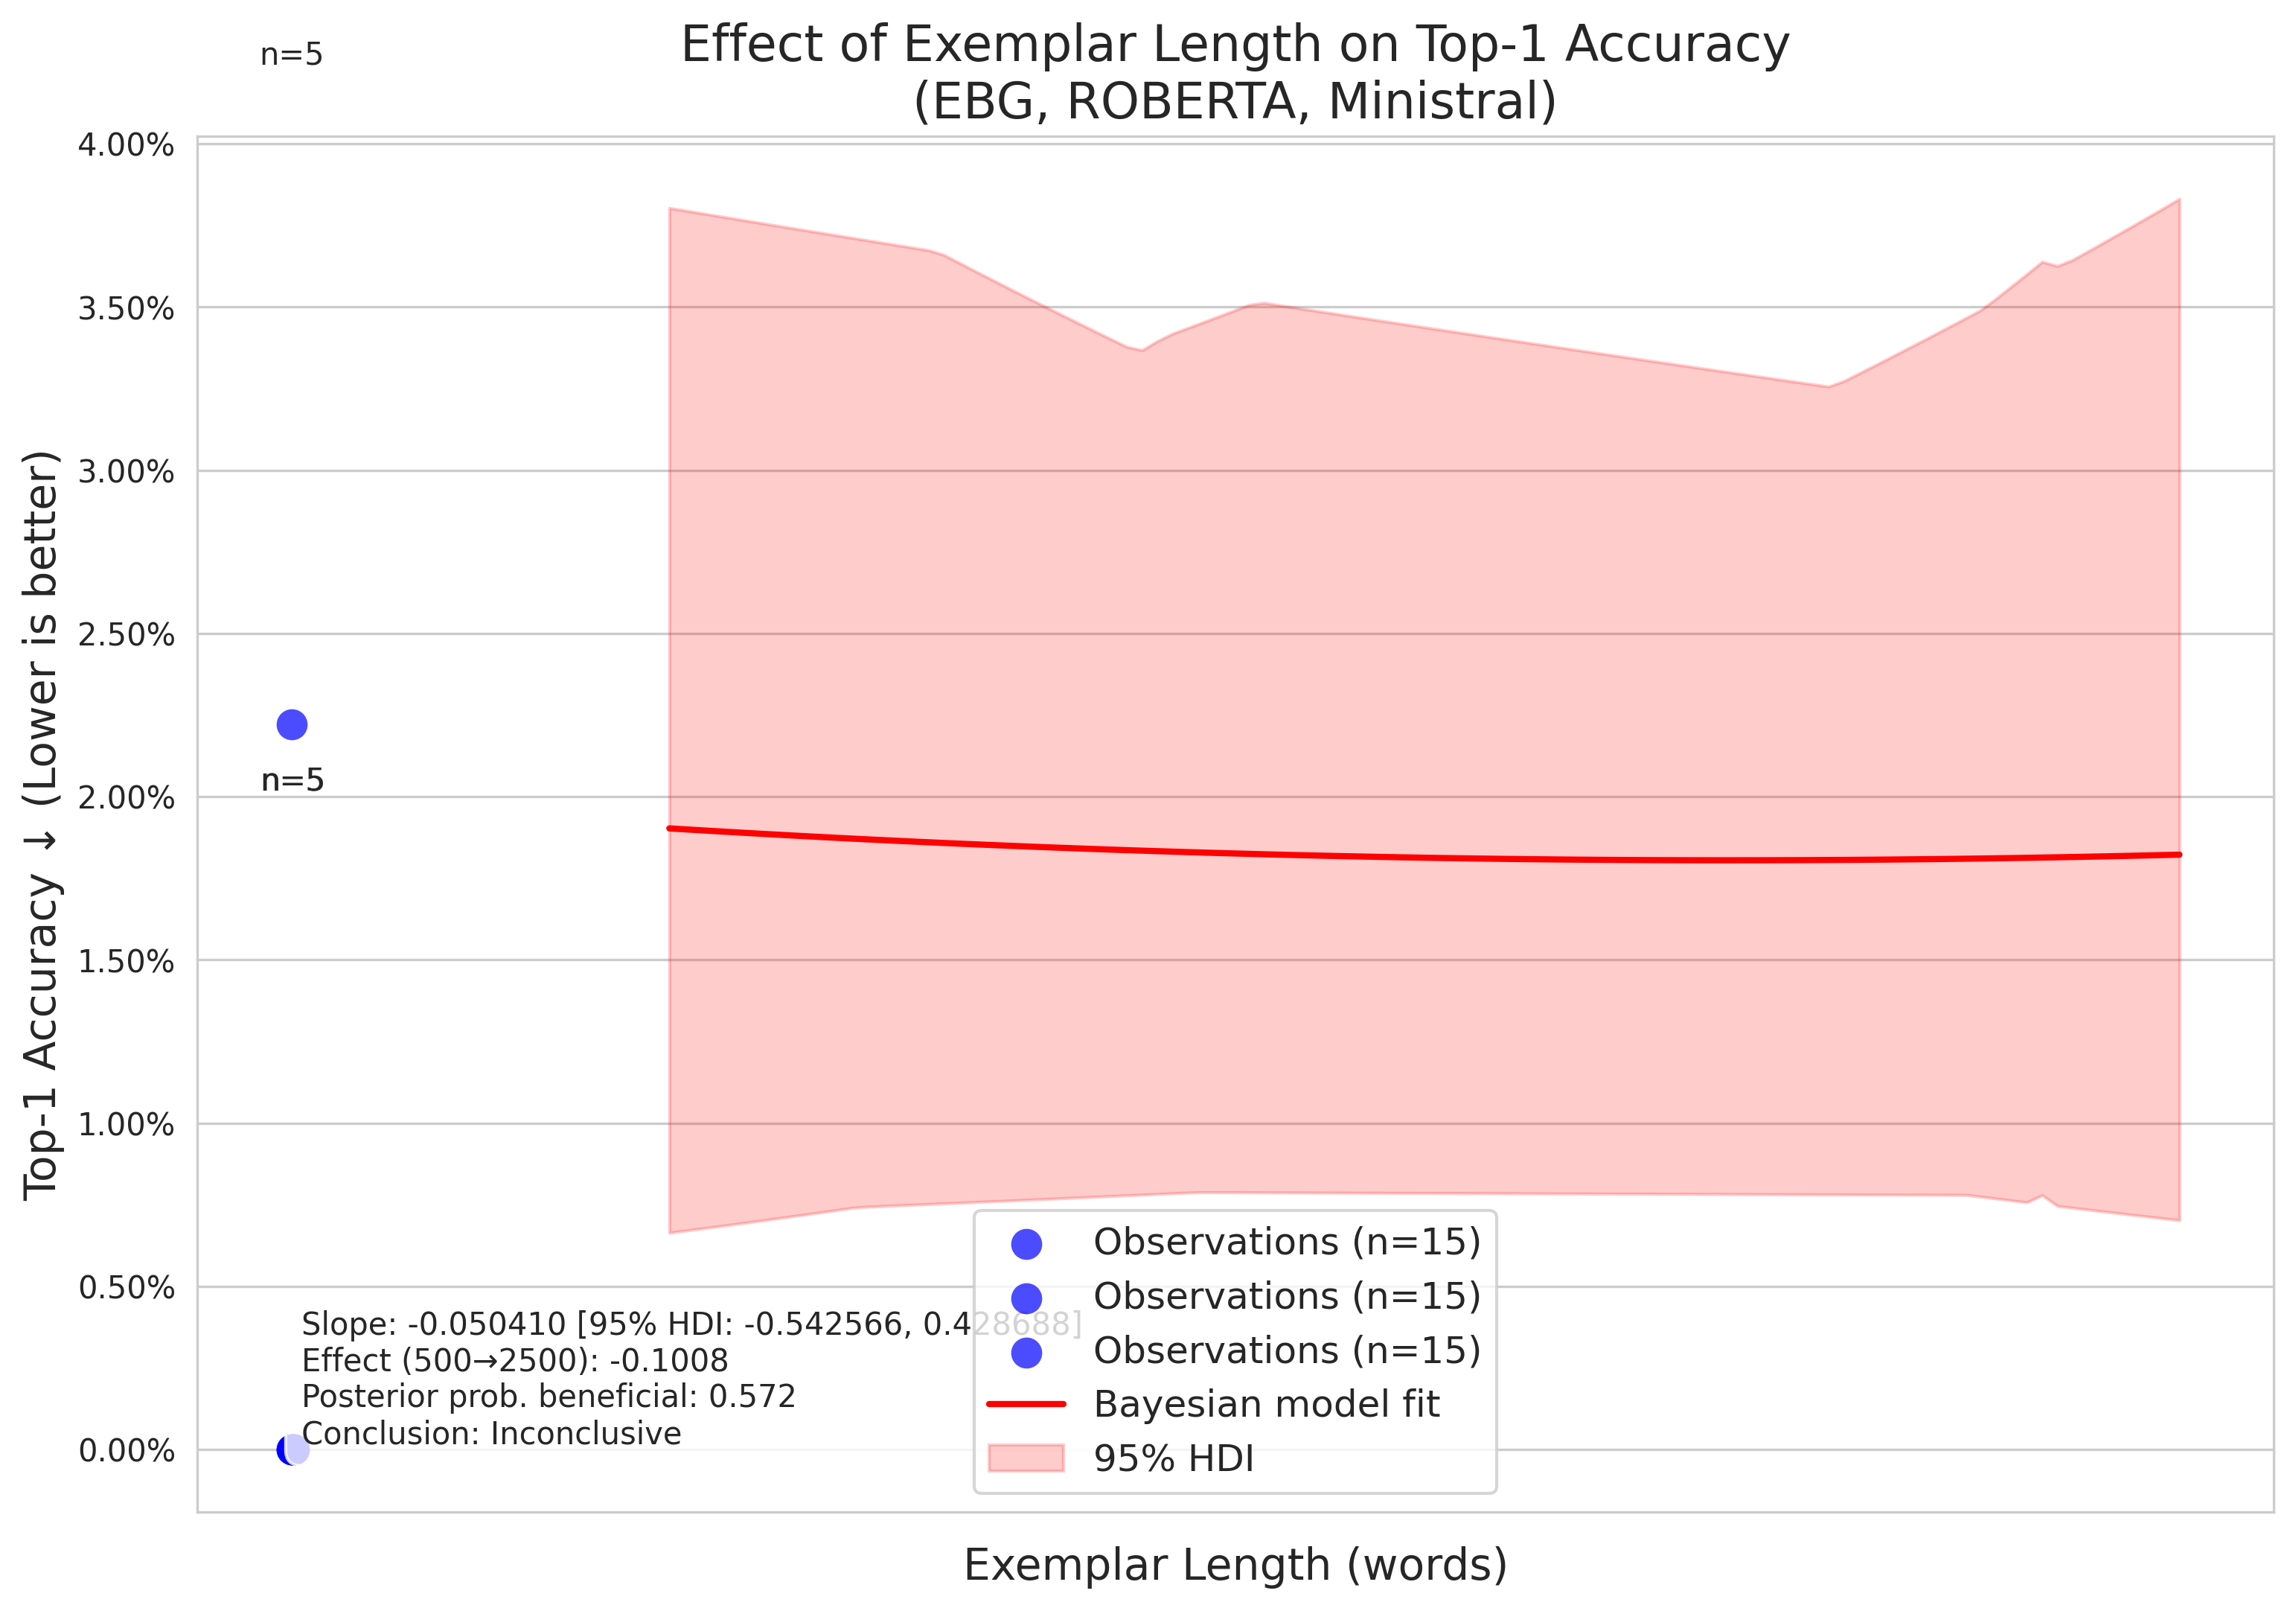 n=5
Effect of Exemplar Length on Top-1 Accuracy
(EBG, ROBERTA, Ministral)
Top-1 Accuracy ↓ (Lower is better)
4.00%
3.50%
3.00%
2.50%
2.00%
1.50%
1.00%
0.50%
0.00%
n=5
Slope: -0.050410 [95% HDI: -0.542566, 0.428688]
Effect (500→2500): -0.1008
Posterior prob. beneficial: 0.572
Conclusion: Inconclusive
Observations (n=15)
Observations (n=15)
Observations (n=15)
Bayesian model fit
95% HDI
Exemplar Length (words)